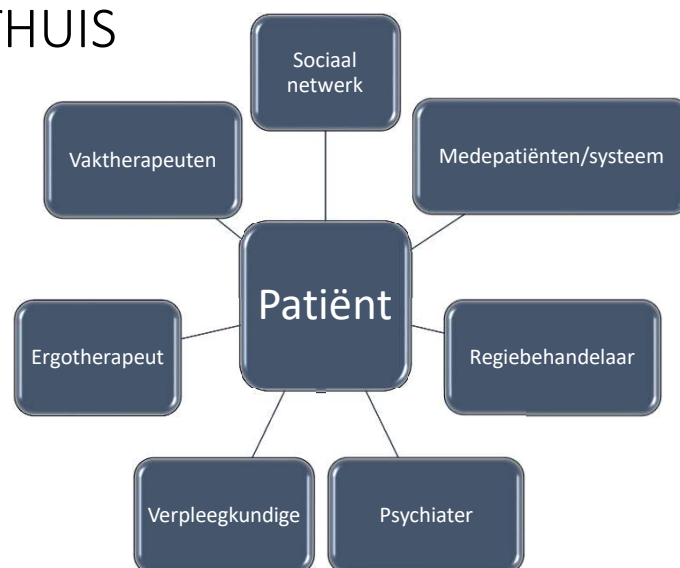 THUIS
Sociaal
netwerk
Vaktherapeuten
Medepatiënten/systeem
Patiënt
Ergotherapeut
Regiebehandelaar
Verpleegkundige
Psychiater